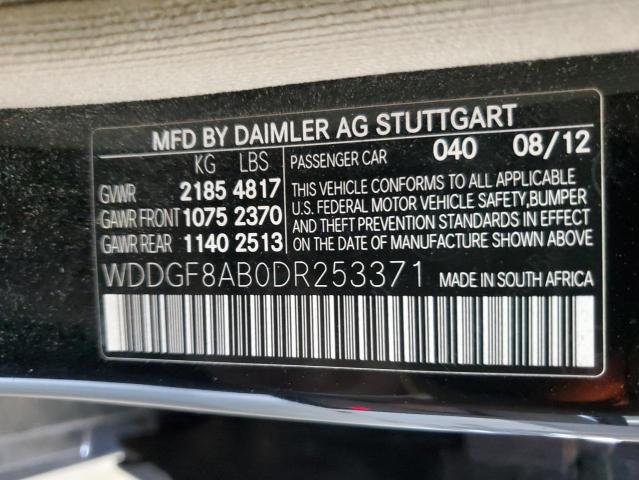 MFD BY DAIMLER AG STUTTGART
KG LBS PASSENGER CAR 040 08/12
GVWR 2185 4817
GAWR FRONT 1075 2370
GAWR REAR 1140 2513
THIS VEHICLE CONFORMS TO ALL APPLICABLE
U.S. FEDERAL MOTOR VEHICLE SAFETY, BUMPER
AND THEFT PREVENTION STANDARDS IN EFFECT
ON THE DATE OF MANUFACTURE SHOWN ABOVE
WDDGF8AB0DR253371 MADE IN SOUTH AFRICA